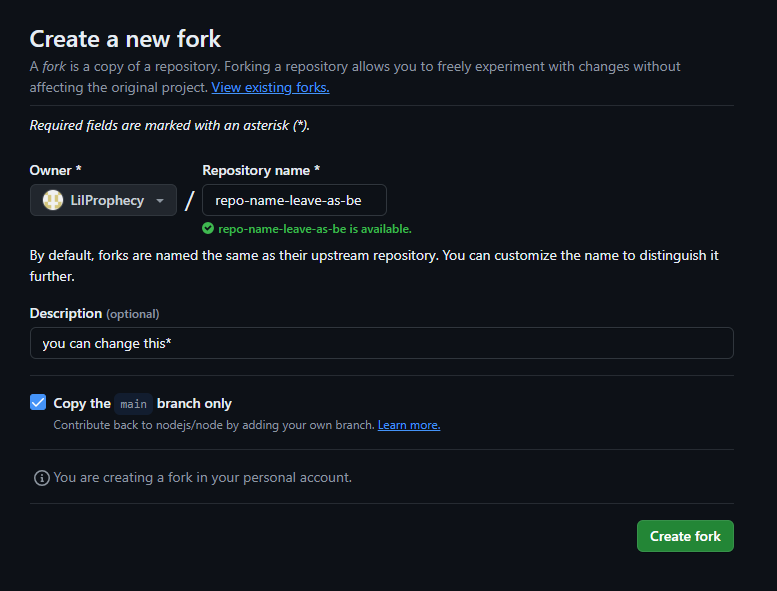 Create a new fork
A fork is a copy of a repository. Forking a repository allows you to freely experiment with changes without
affecting the original project. View existing forks.
Required fields are marked with an asterisk (*).
Owner * Repository name *
LilProphecy / repo-name-leave-as-be
repo-name-leave-as-be is available.
By default, forks are named the same as their upstream repository. You can customize the name to distinguish it
further.
Description (optional)
you can change this*
Copy the main branch only
Contribute back to nodejs/node by adding your own branch. Learn more.
You are creating a fork in your personal account.
Create fork